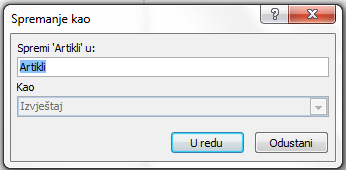 Spremanje kao
Spremi 'Artikli' u:
Artikli
Kao
Izvještaj
U redu
Odustani